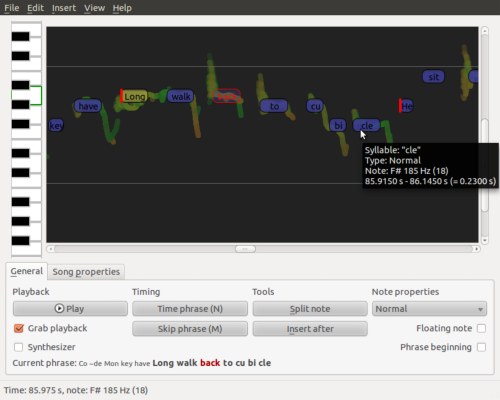 File Edit Insert View Help
sit
Long walk
have to cu
key bi cle
Syllable: "cle"
Type: Normal
Note: F# 185 Hz (18)
85.9150 s - 86.1450 s (= 0.2300 s)
General Song properties
Playback Timing Tools Note properties
Play Time phrase (N) Split note Normal
Grab playback Skip phrase (M) Insert after Floating note
Synthesizer Phrase beginning
Current phrase: Co ~de Mon key have Long walk back to cu bi cle
Time: 85.975 s, note: F# 185 Hz (18)